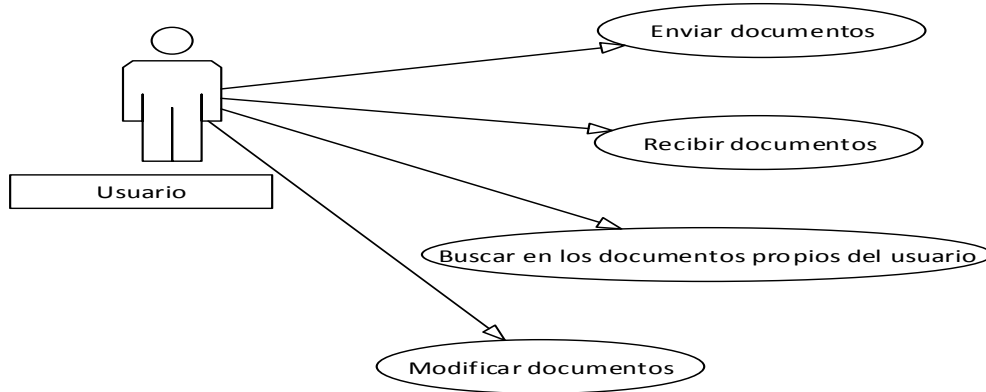 Enviar documentos
Recibir documentos
Usuario
Buscar en los documentos propios del usuario
Modificar documentos